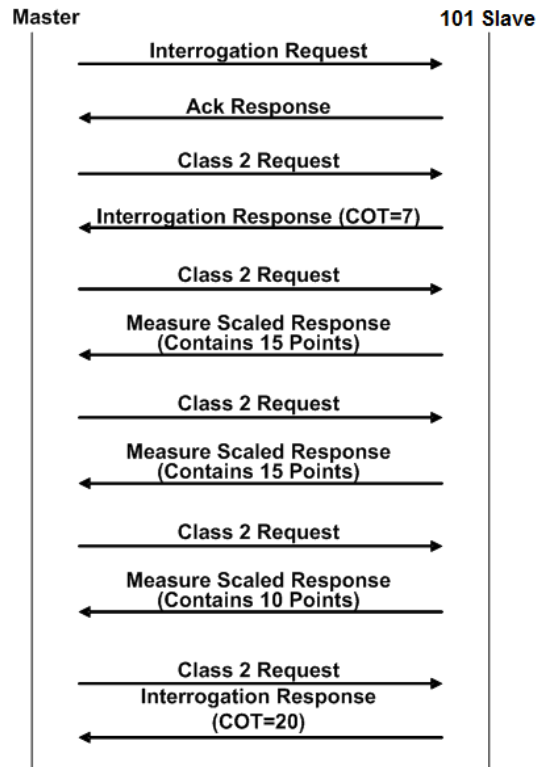 Master
101 Slave
Interrogation Request
Ack Response
Class 2 Request
Interrogation Response (COT=7)
Class 2 Request
Measure Scaled Response
(Contains 15 Points)
Class 2 Request
Measure Scaled Response
(Contains 15 Points)
Class 2 Request
Measure Scaled Response
(Contains 10 Points)
Class 2 Request
Interrogation Response
(COT=20)